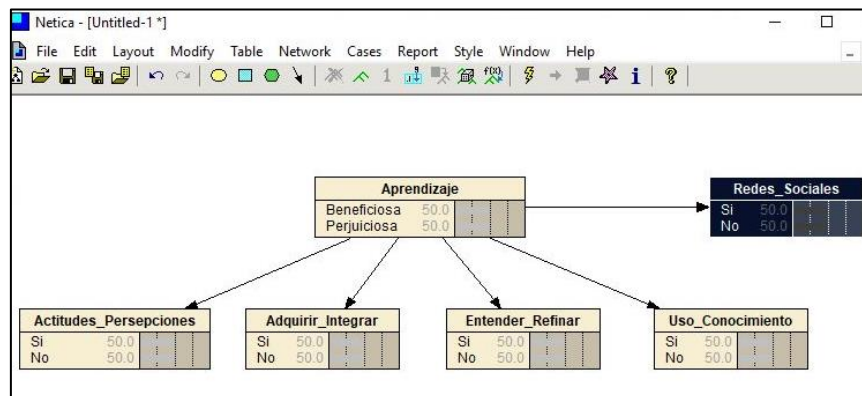 Netica - [Untitled-1 *]
File Edit Layout Modify Table Network Cases Report Style Window Help
1 f(x) i ?
Aprendizaje
Beneficiosa 50.0
Perjuiciosa 50.0
Redes_Sociales
Si 50.0
No 50.0
Actitudes_Persepciones
Si 50.0
No 50.0
Adquirir_Integrar
Si 50.0
No 50.0
Entender_Refinar
Si 50.0
No 50.0
Uso_Conocimiento
Si 50.0
No 50.0